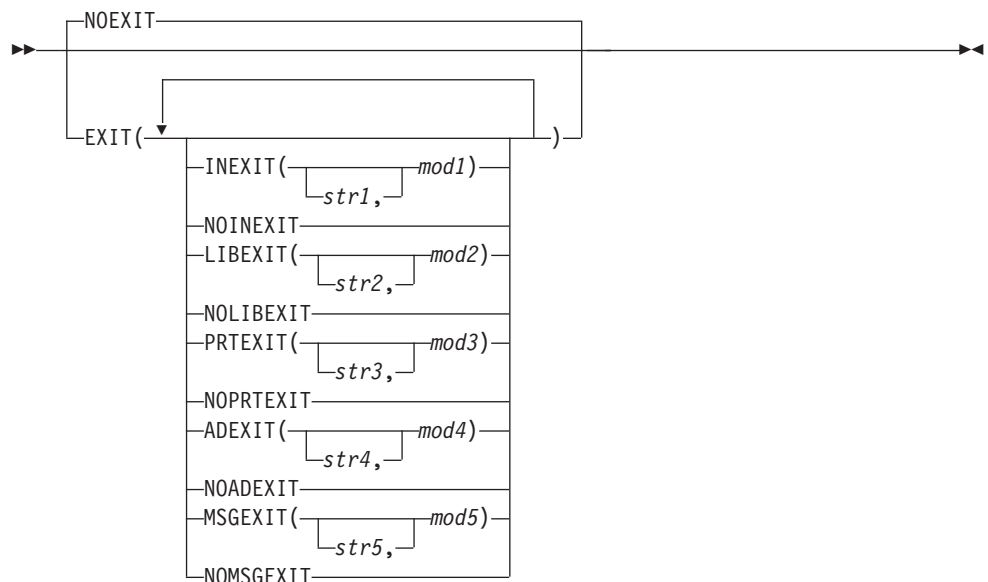 NOEXIT
EXIT( )
INEXIT( mod1)
str1,
NOINEXIT
LIBEXIT( mod2)
str2,
NOLIBEXIT
PRTEXIT( mod3)
str3,
NOPRTEXIT
ADEXIT( mod4)
str4,
NOADEXIT
MSGEXIT( mod5)
str5,
NOMSGEXIT